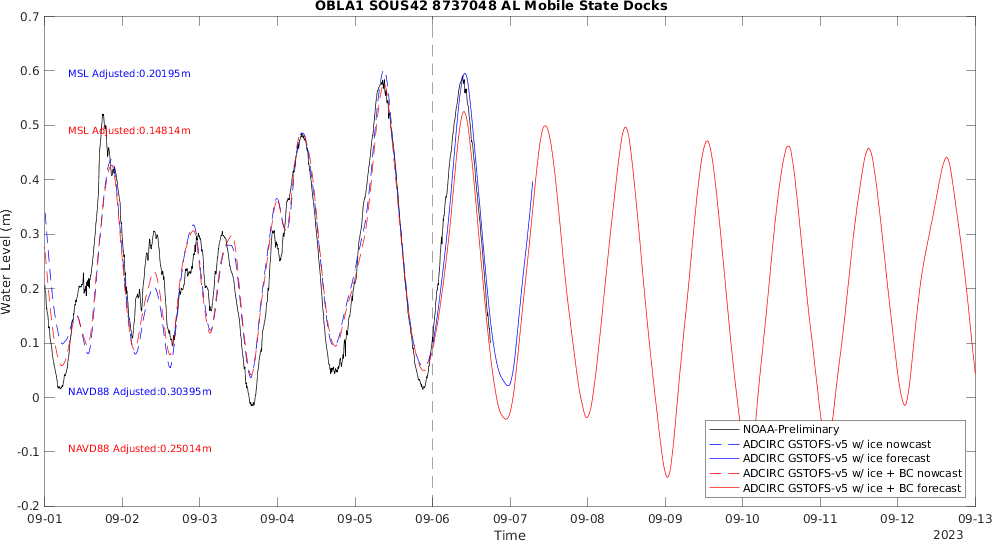 OBLA1 SOUS42 8737048 AL Mobile State Docks
0.7
0.6
0.5
0.4
0.3
0.2
0.1
0
-0.1
-0.2
Water Level (m)
MSL Adjusted:0.20195m
MSL Adjusted:0.14814m
NAVD88 Adjusted:0.30395m
NAVD88 Adjusted:0.25014m
NOAA-Preliminary
ADCIRC GSTOFS-v5 w/ ice nowcast
ADCIRC GSTOFS-v5 w/ ice forecast
ADCIRC GSTOFS-v5 w/ ice + BC nowcast
ADCIRC GSTOFS-v5 w/ ice + BC forecast
09-01 09-02 09-03 09-04 09-05 09-06 09-07 09-08 09-09 09-10 09-11 09-12 09-13
Time
2023